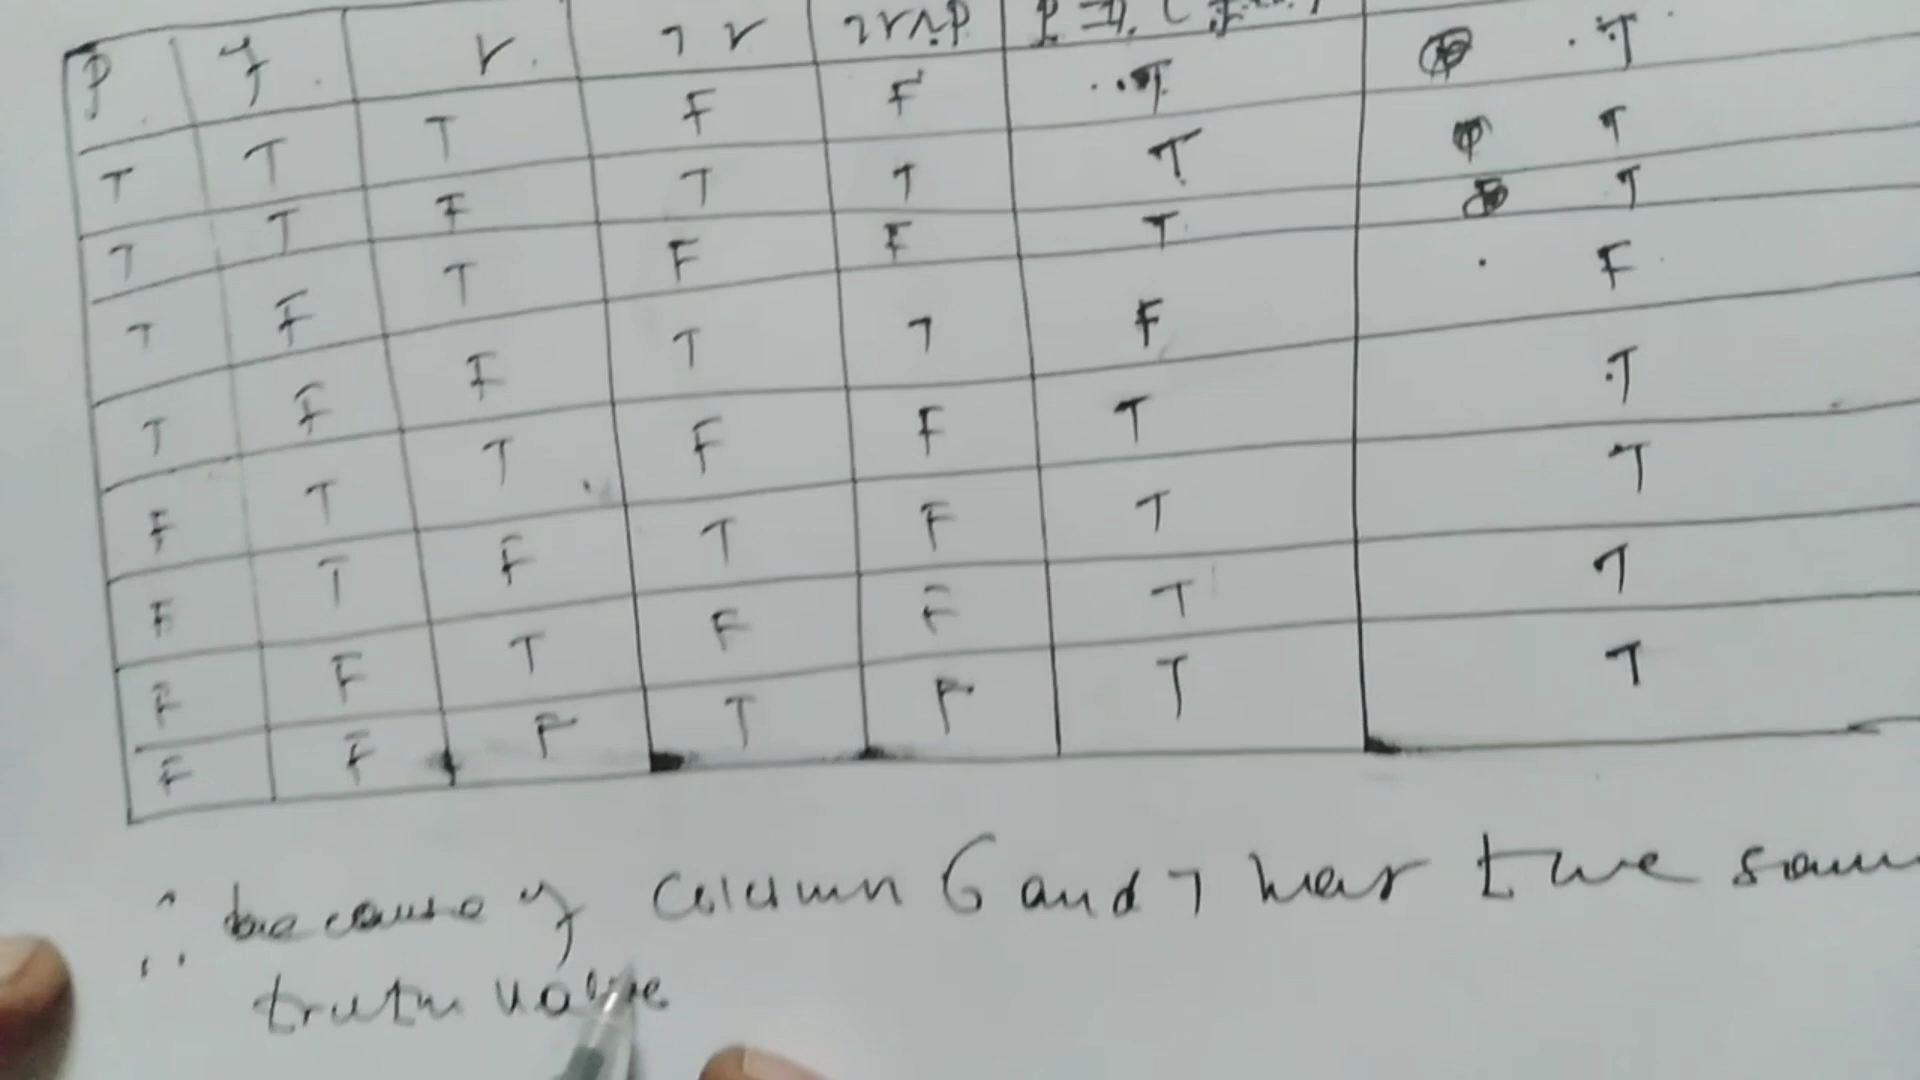 p q r ¬r ¬r∧p p ⇒ (
T T T F F T T
T T F T T T T
T F T F F T T
T F F T T F F
F T T F F T T
F T F T F T T
F F T F F T T
F F F T F T T
∴ because of column 6 and 7 has the same
truth value